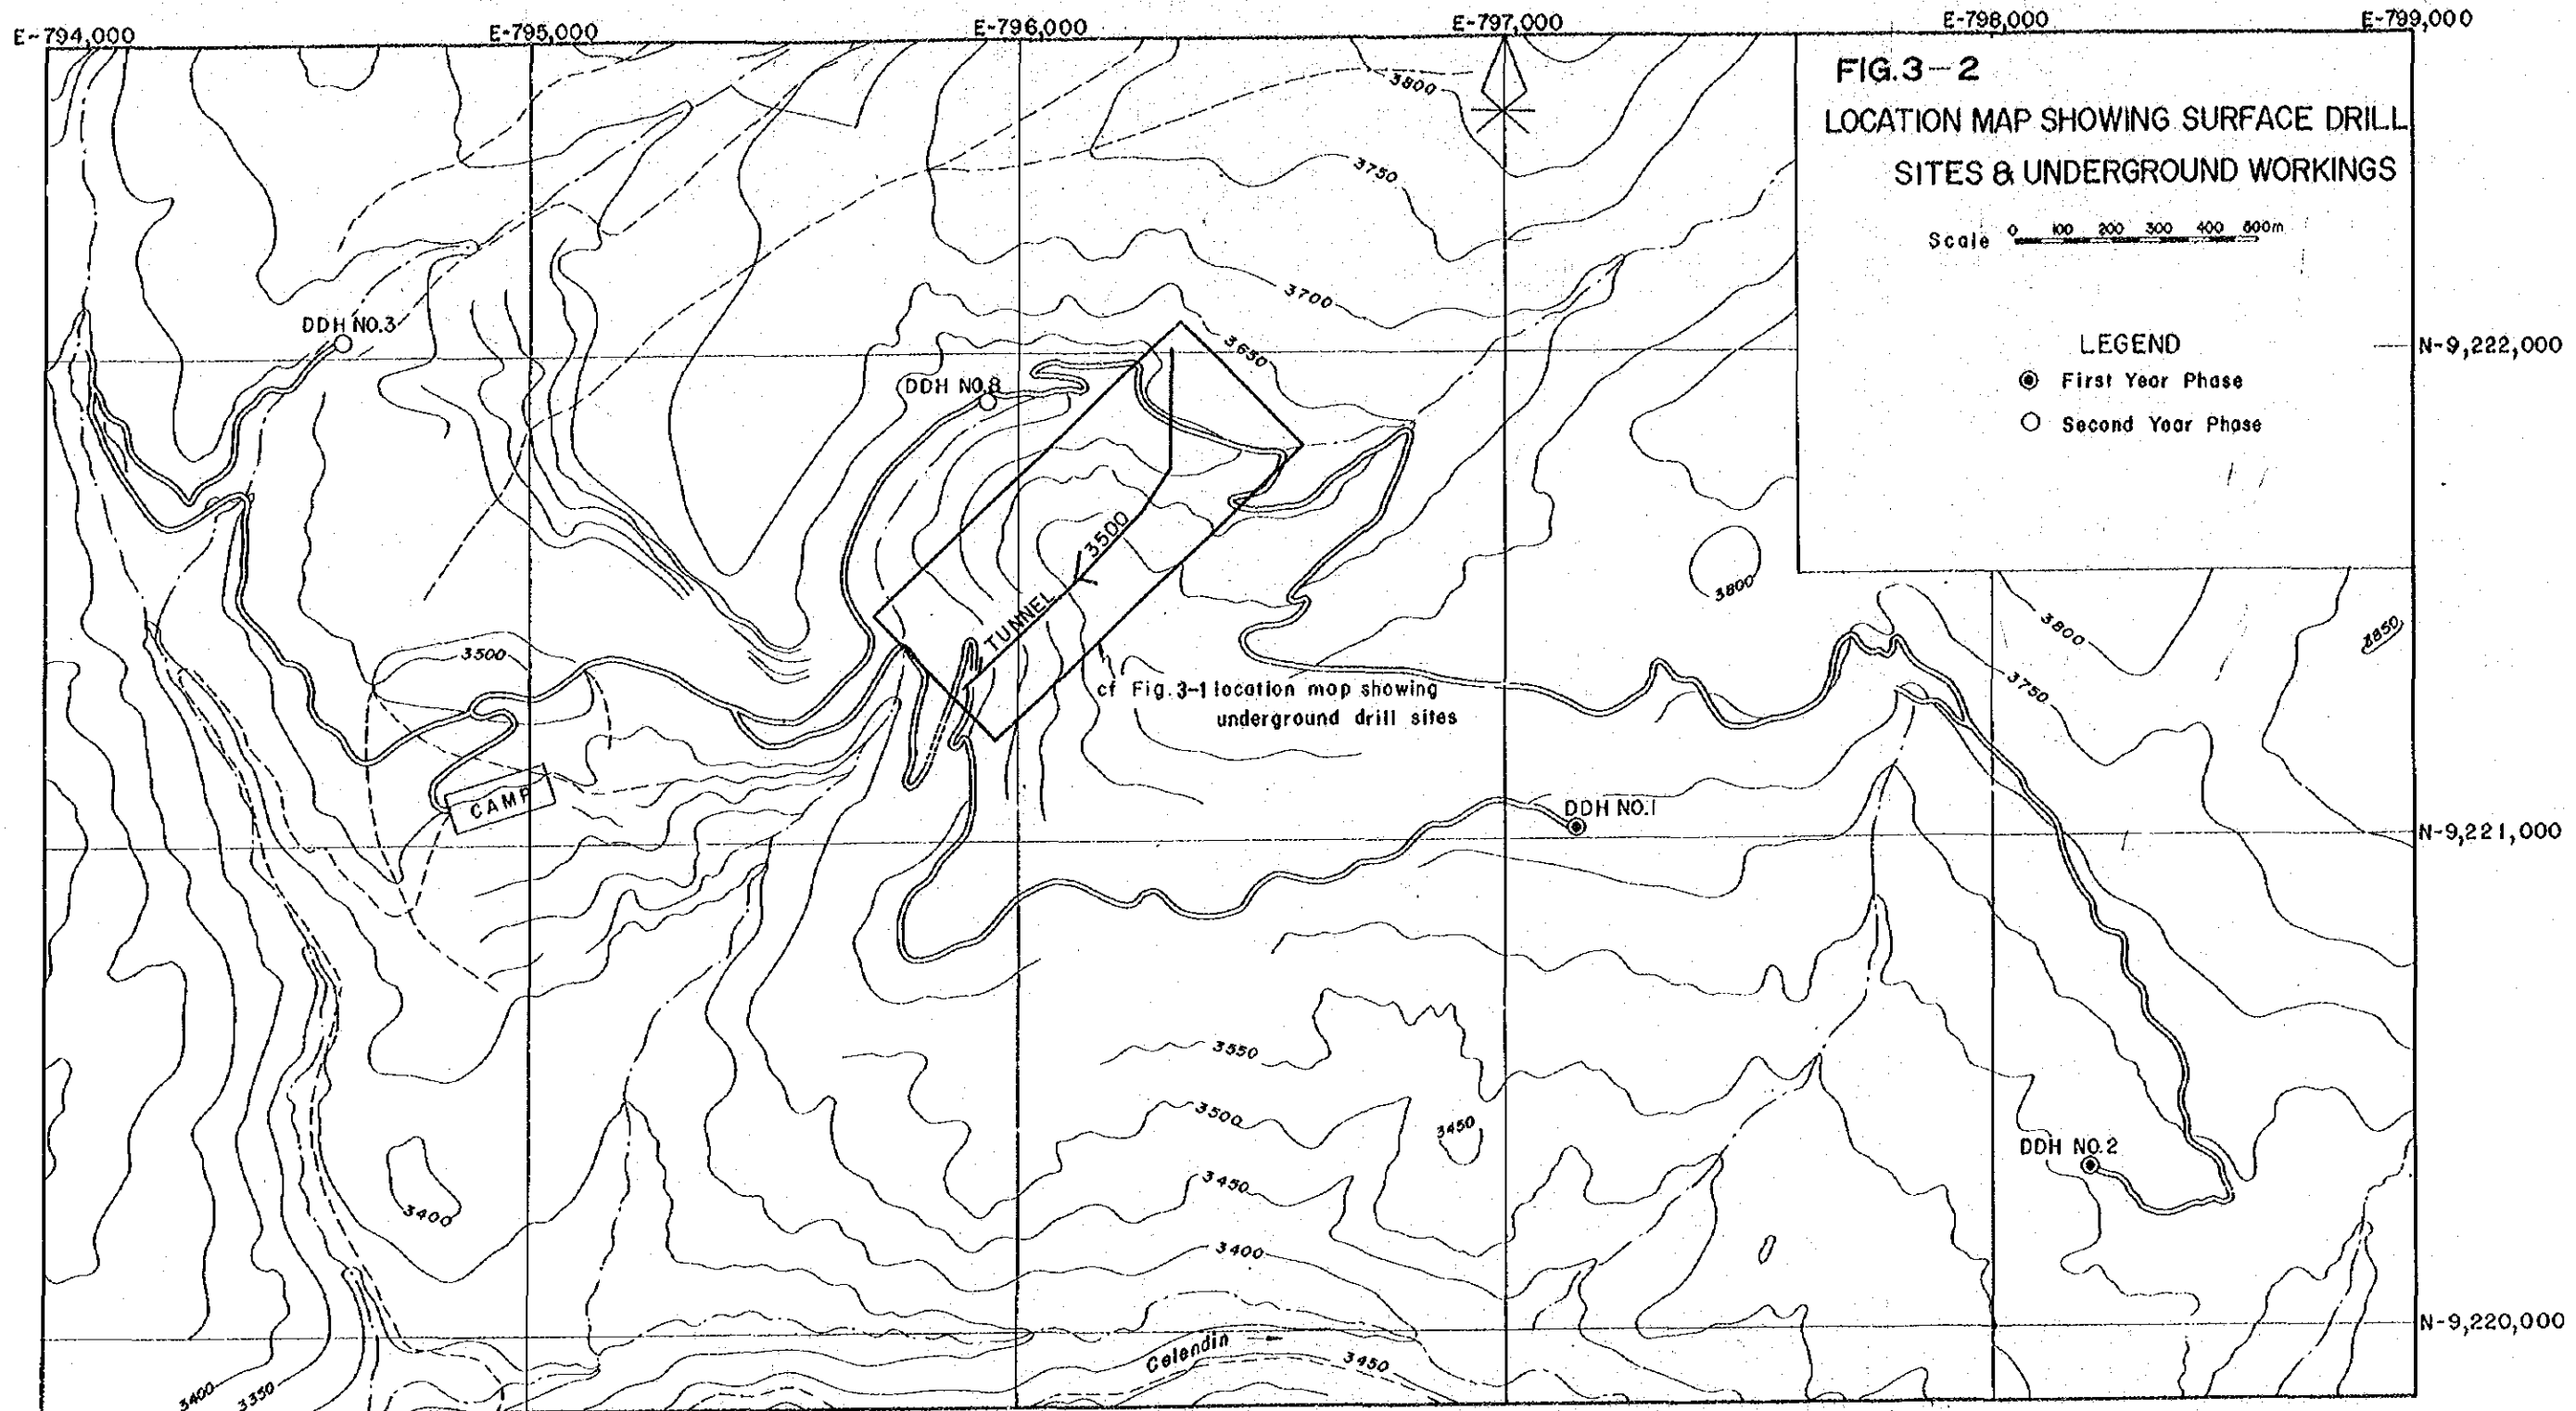 E-794,000
E-795,000
E-796,000
E-797,000
E-798,000
E-799,000
FIG.3-2
LOCATION MAP SHOWING SURFACE DRILL
SITES & UNDERGROUND WORKINGS
Scale 0 100 200 300 400 500m
LEGEND
First Year Phase
Second Year Phase
N-9,222,000
N-9,221,000
N-9,220,000
3800
3750
3700
3650
DDH NO.3
DDH NO.8
3500
TUNNEL
3800
3800
3850
3750
3500
cf Fig.3-1 location map showing
underground drill sites
CAMP
DDH NO.1
3550
3500
3450
DDH NO.2
3450
3400
3400
Celendin
3450
3400
3350